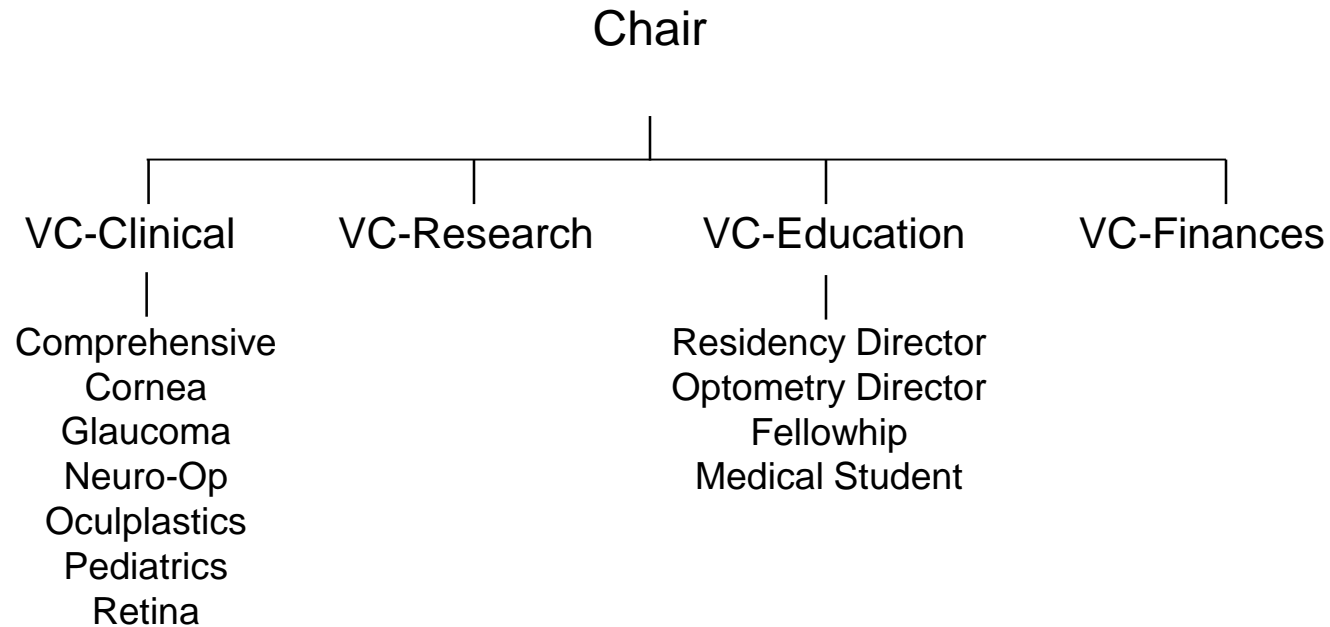 Chair
VC-Clinical VC-Research VC-Education VC-Finances
Comprehensive
Cornea
Glaucoma
Neuro-Op
Oculplastics
Pediatrics
Retina
Residency Director
Optometry Director
Fellowhip
Medical Student